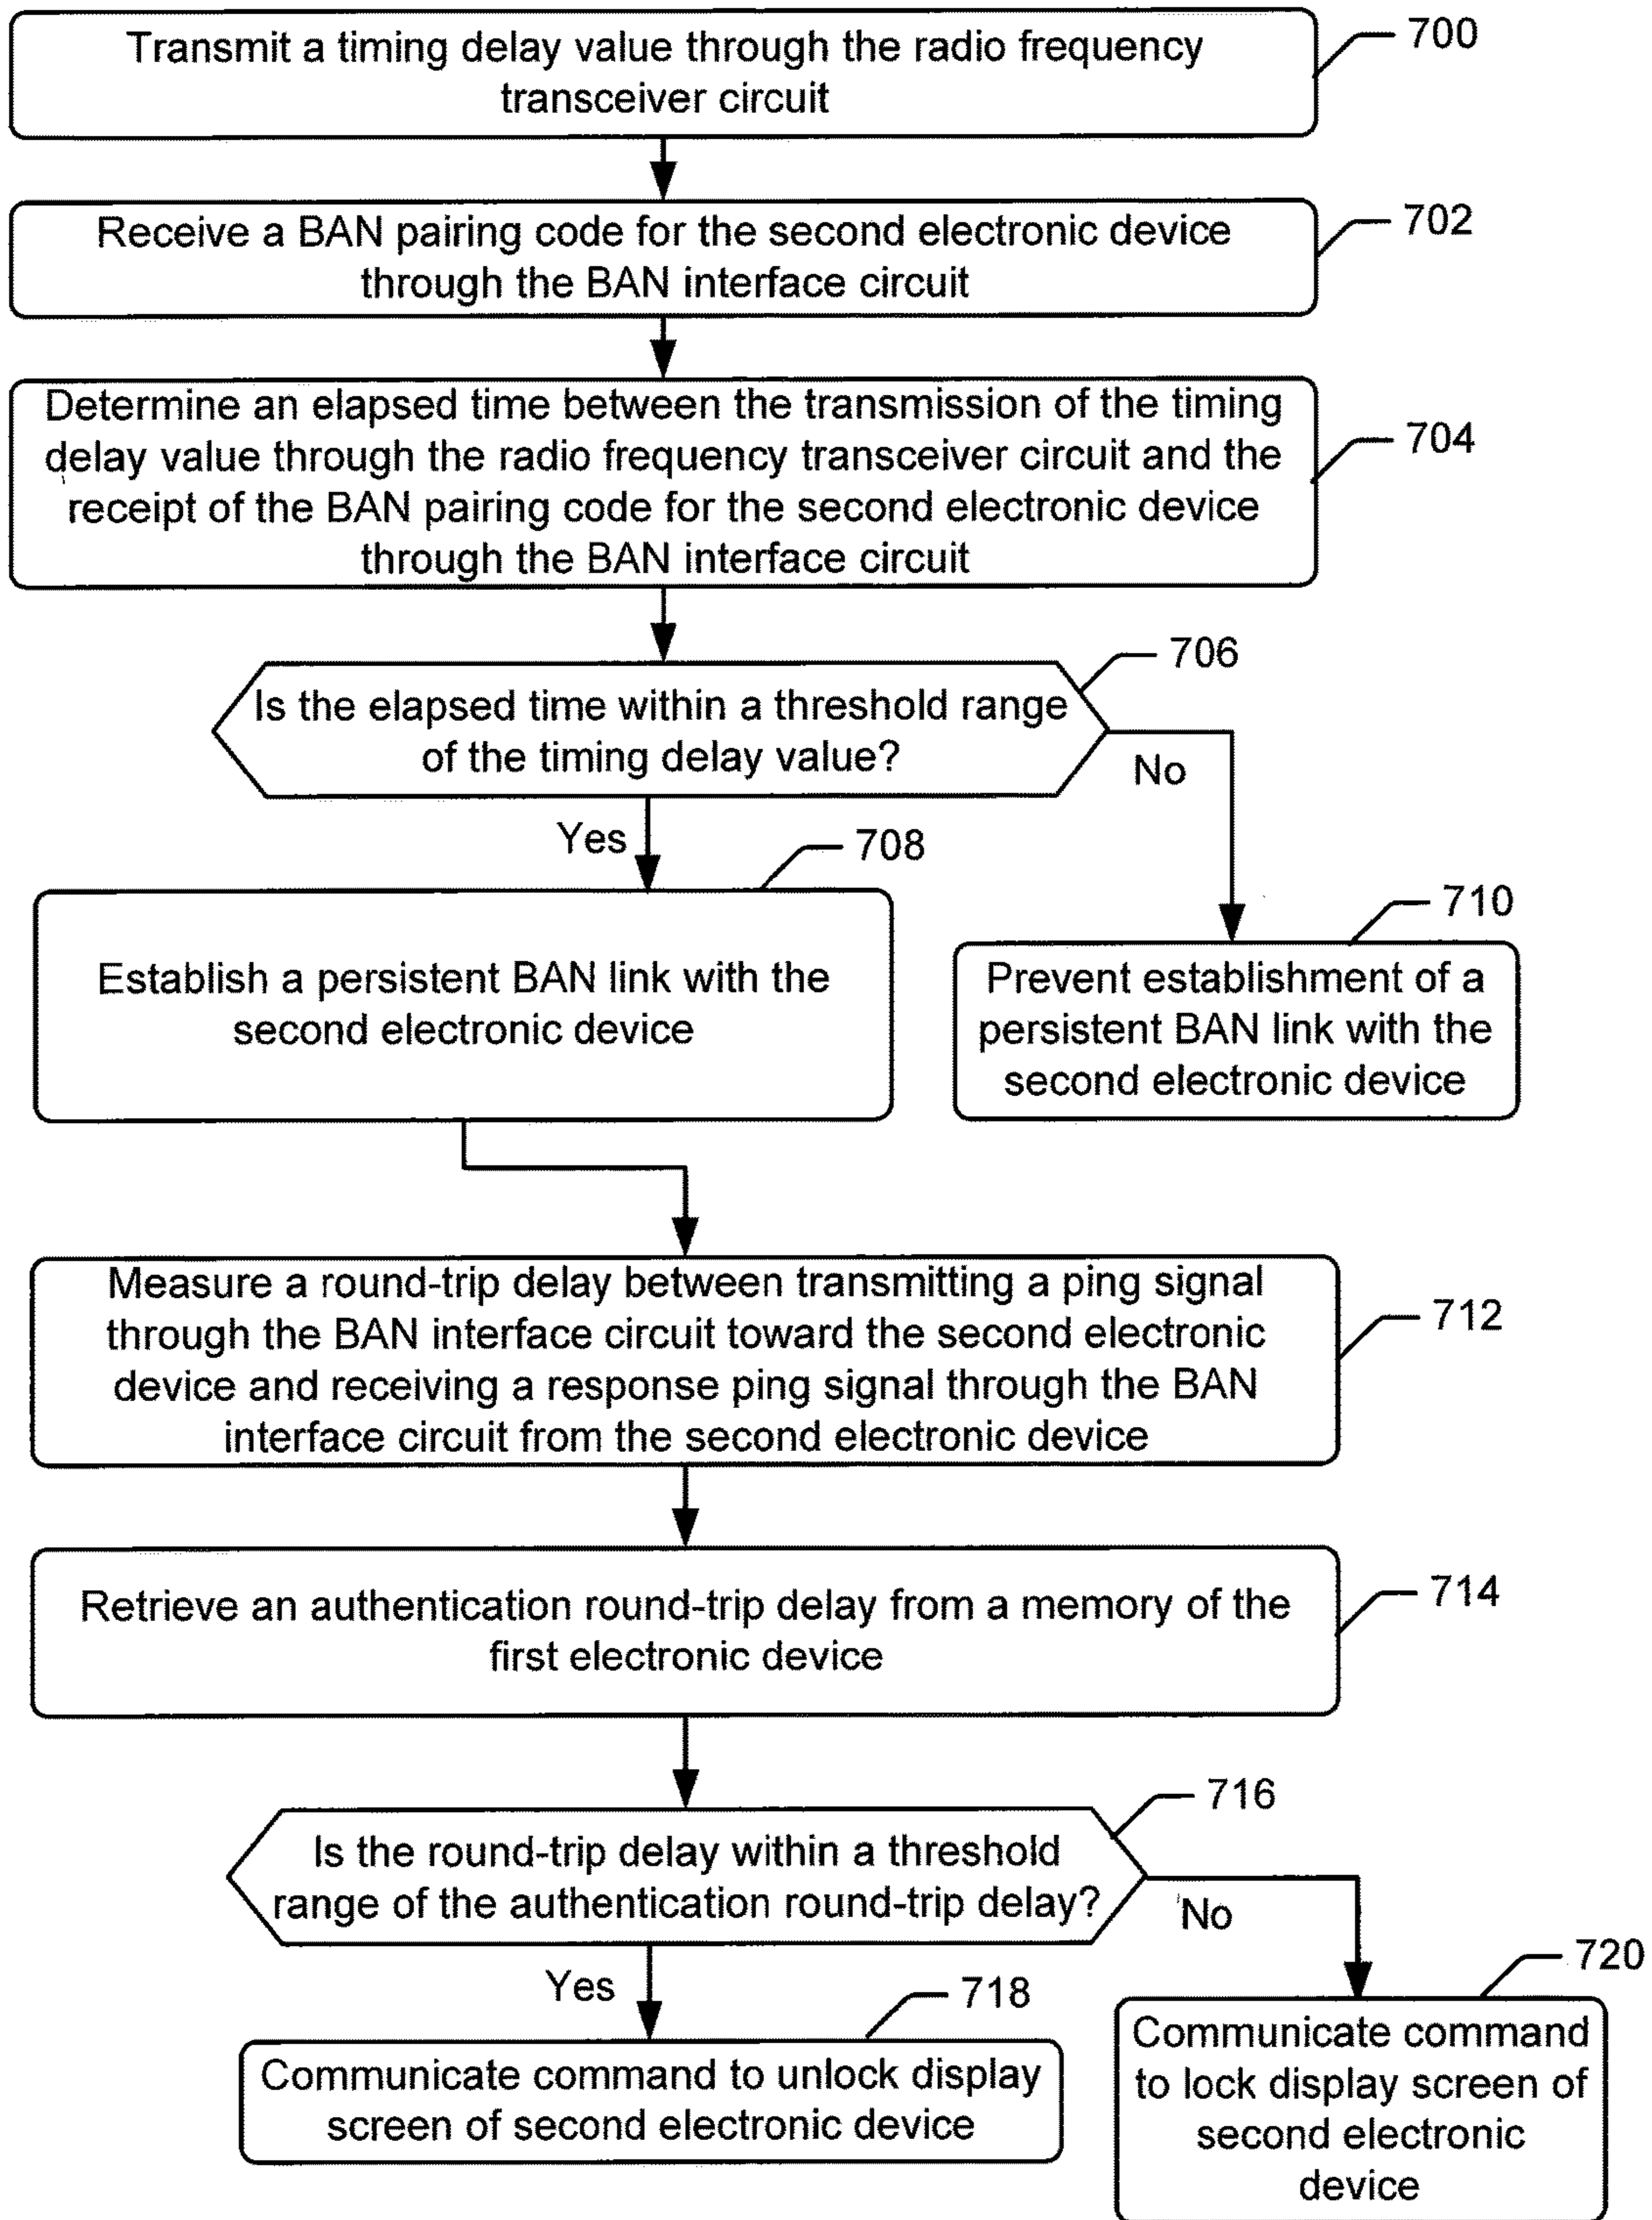 Transmit a timing delay value through the radio frequency
transceiver circuit
700
Receive a BAN pairing code for the second electronic device
through the BAN interface circuit
702
Determine an elapsed time between the transmission of the timing
delay value through the radio frequency transceiver circuit and the
receipt of the BAN pairing code for the second electronic device
through the BAN interface circuit
704
Is the elapsed time within a threshold range
of the timing delay value?
706
No
Yes
708
Establish a persistent BAN link with the
second electronic device
710
Prevent establishment of a
persistent BAN link with the
second electronic device
Measure a round-trip delay between transmitting a ping signal
through the BAN interface circuit toward the second electronic
device and receiving a response ping signal through the BAN
interface circuit from the second electronic device
712
Retrieve an authentication round-trip delay from a memory of the
first electronic device
714
Is the round-trip delay within a threshold
range of the authentication round-trip delay?
716
No
Yes
718
Communicate command to unlock display
screen of second electronic device
720
Communicate command
to lock display screen of
second electronic
device